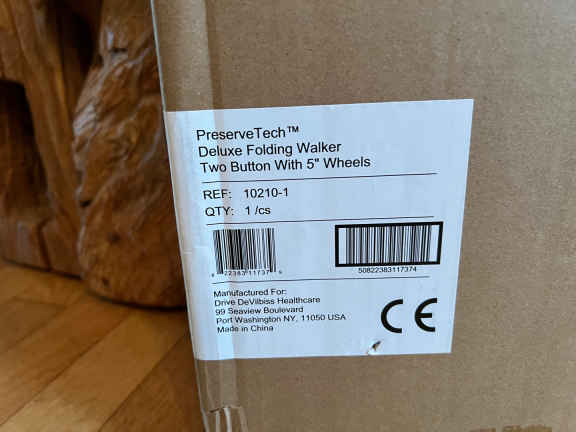 PreserveTech™
Deluxe Folding Walker
Two Button With 5" Wheels
REF: 10210-1
QTY: 1 /cs
50822383117374
Manufactured For:
Drive DeVilbiss Healthcare
99 Seaview Boulevard
Port Washington NY, 11050 USA
Made in China
CE